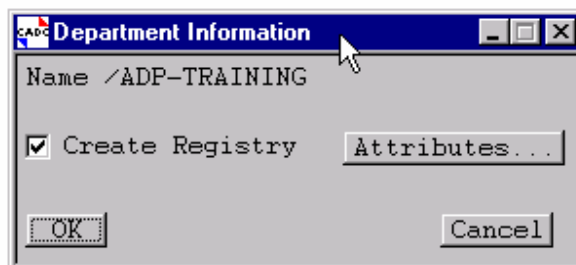 CADC Department Information
Name /ADP-TRAINING
Create Registry Attributes...
OK Cancel